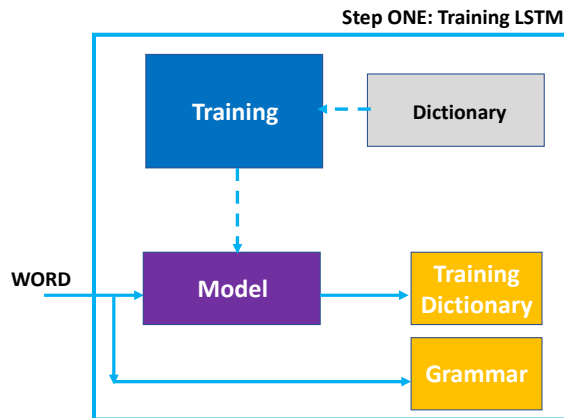 Step ONE: Training LSTM
Training
Dictionary
WORD
Model
Training
Dictionary
Grammar